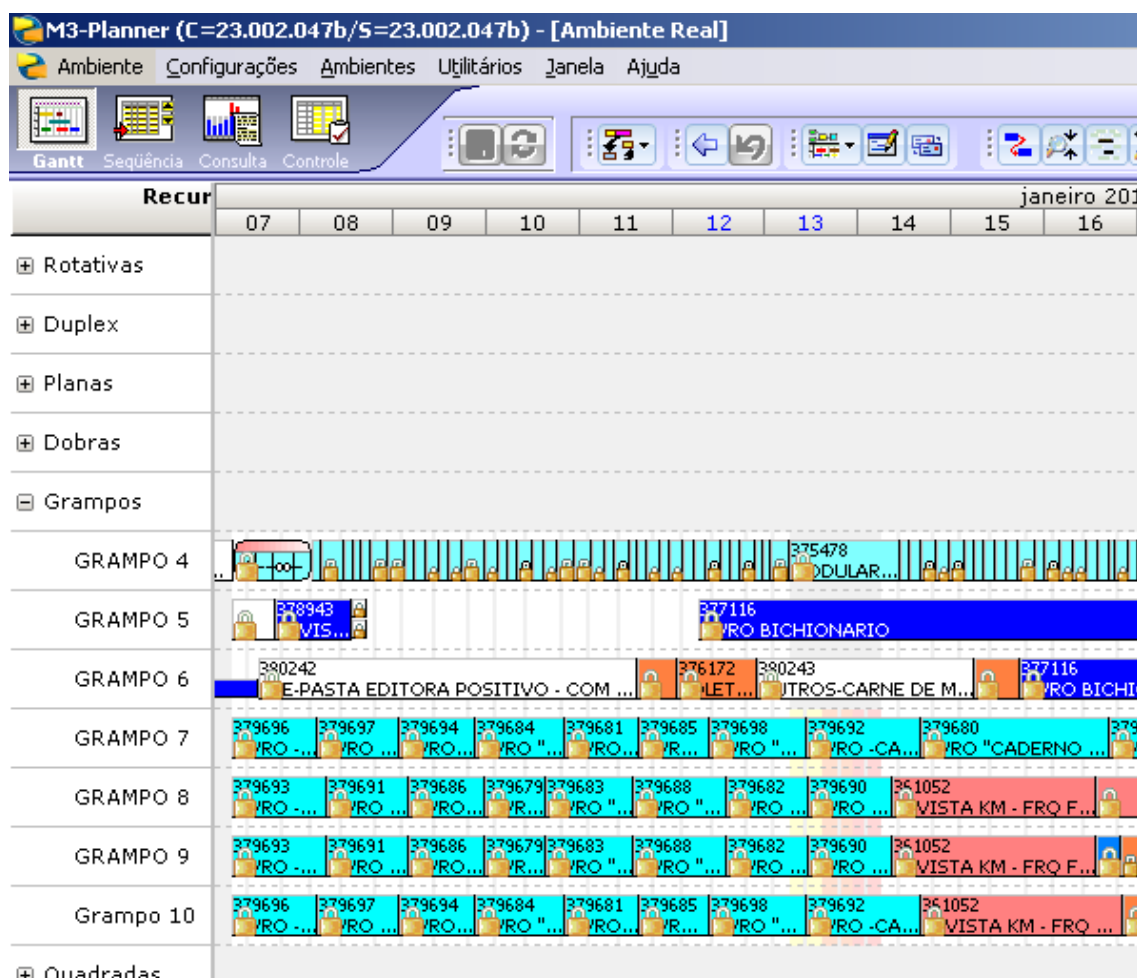 M3-Planner (C=23.002.047b/S=23.002.047b) - [Ambiente Real]
Ambiente Configurações Ambientes Utilitários Janela Ajuda
Gantt Seqüência Consulta Controle
Recur janeiro 201
07 08 09 10 11 12 13 14 15 16
Rotativas
Duplex
Planas
Dobras
Grampos
GRAMPO 4
375478
ODULAR...
GRAMPO 5
378943 377116
VIS... RO BICHIONARIO
GRAMPO 6
380242 376172 380243 377116
E-PASTA EDITORA POSITIVO - COM ... LET... UTROS-CARNE DE M... RO BICHI
GRAMPO 7
379696 379697 379694 379684 379681 379685 379698 379692 379680 379
VRO -... VRO ... VRO... VRO "... VRO... VR... VRO "... VRO -CA... VRO "CADERNO ...
GRAMPO 8
379693 379691 379686 379679 379683 379688 379682 379690 361052
VRO -... VRO ... VRO ... VR... VRO "... VRO "... VRO ... VRO ... VISTA KM - FRQ F...
GRAMPO 9
379693 379691 379686 379679 379683 379688 379682 379690 361052
VRO -... VRO ... VRO ... VR... VRO "... VRO "... VRO ... VRO ... VISTA KM - FRQ F...
Grampo 10
379696 379697 379694 379684 379681 379685 379698 379692 361052
VRO -... VRO ... VRO... VRO "... VRO... VR... VRO "... VRO -CA... VISTA KM - FRQ ...
Quadradas